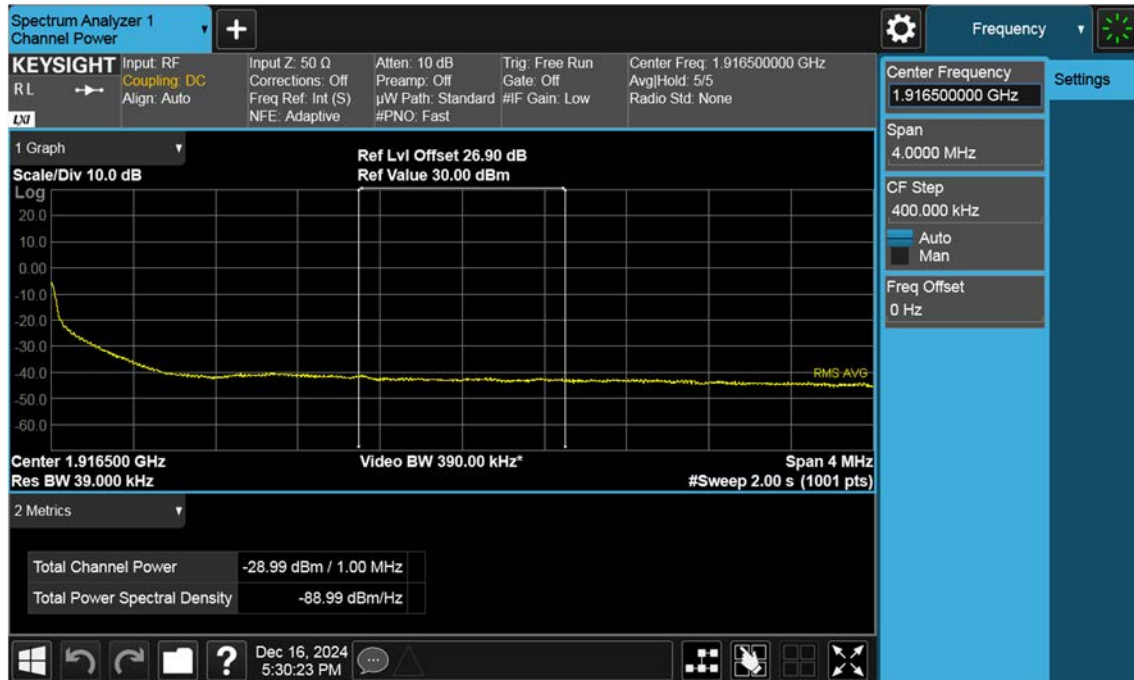 Spectrum Analyzer 1
Channel Power
+
Frequency
KEYSIGHT
RL
LXI
Input: RF
Coupling: DC
Align: Auto
Input Z: 50 Ω
Corrections: Off
Freq Ref: Int (S)
NFE: Adaptive
Atten: 10 dB
Preamp: Off
µW Path: Standard
#PNO: Fast
Trig: Free Run
Gate: Off
#IF Gain: Low
Center Freq: 1.916500000 GHz
Avg|Hold: 5/5
Radio Std: None
Center Frequency
1.916500000 GHz
Settings
Span
4.0000 MHz
CF Step
400.000 kHz
Auto
Man
Freq Offset
0 Hz
1 Graph
Scale/Div 10.0 dB
Ref Lvl Offset 26.90 dB
Ref Value 30.00 dBm
Log
20.0
10.0
0.00
-10.0
-20.0
-30.0
-40.0
-50.0
-60.0
RMS AVG
Center 1.916500 GHz
Video BW 390.00 kHz*
Span 4 MHz
Res BW 39.000 kHz
#Sweep 2.00 s (1001 pts)
2 Metrics
Total Channel Power -28.99 dBm / 1.00 MHz
Total Power Spectral Density -88.99 dBm/Hz
?
Dec 16, 2024
5:30:23 PM